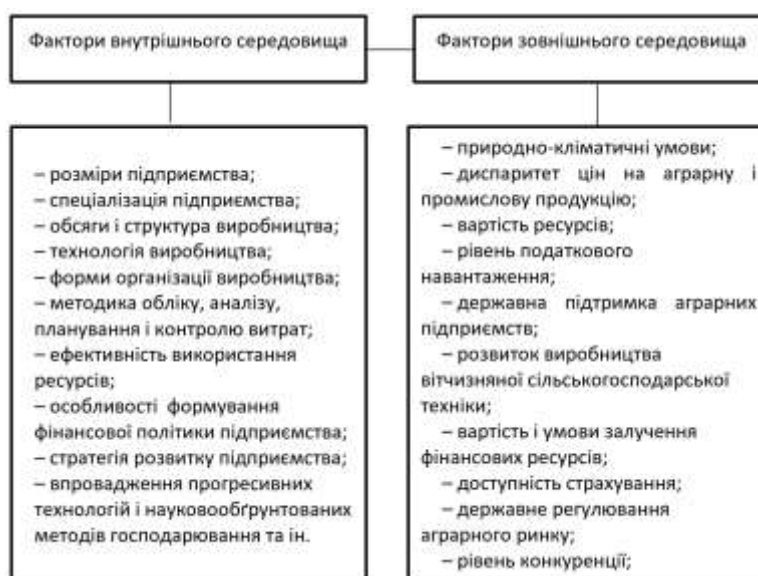 Фактори внутрішнього середовища
Фактори зовнішнього середовища
– розміри підприємства;
– спеціалізація підприємства;
– обсяги і структура виробництва;
– технологія виробництва;
– форми організації виробництва;
– методика обліку, аналізу,
планування і контролю витрат;
– ефективність використання
ресурсів;
– особливості формування
фінансової політики підприємства;
– стратегія розвитку підприємства;
– впровадження прогресивних
технологій і науковообґрунтованих
методів господарювання та ін.
– природно-кліматичні умови;
– диспаритет цін на аграрну і
промислову продукцію;
– вартість ресурсів;
– рівень податкового
навантаження;
– державна підтримка аграрних
підприємств;
– розвиток виробництва
вітчизняної сільськогосподарської
техніки;
– вартість і умови залучення
фінансових ресурсів;
– доступність страхування;
– державне регулювання
аграрного ринку;
– рівень конкуренції;